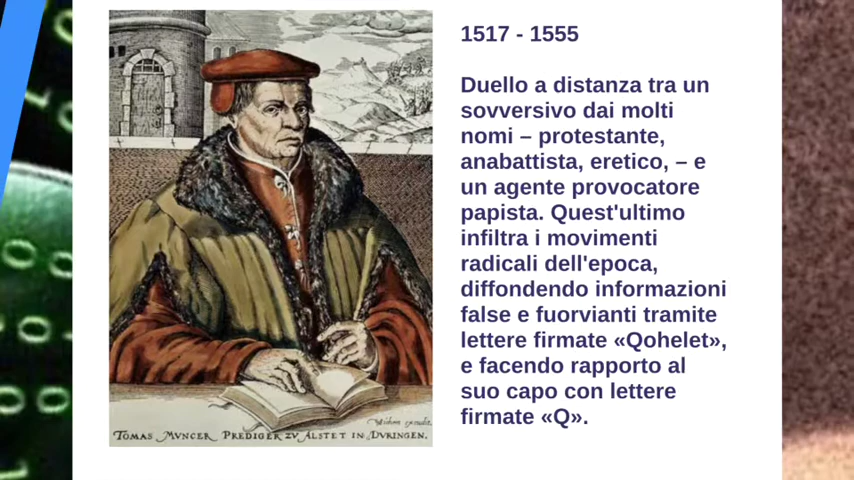 1517 - 1555
Duello a distanza tra un
sovversivo dai molti
nomi – protestante,
anabattista, eretico, – e
un agente provocatore
papista. Quest'ultimo
infiltra i movimenti
radicali dell'epoca,
diffondendo informazioni
false e fuorvianti tramite
lettere firmate «Qohelet»,
e facendo rapporto al
suo capo con lettere
firmate «Q».
TOMAS MVNCER PREDIGER ZV ALSTET IN DVRINGEN.